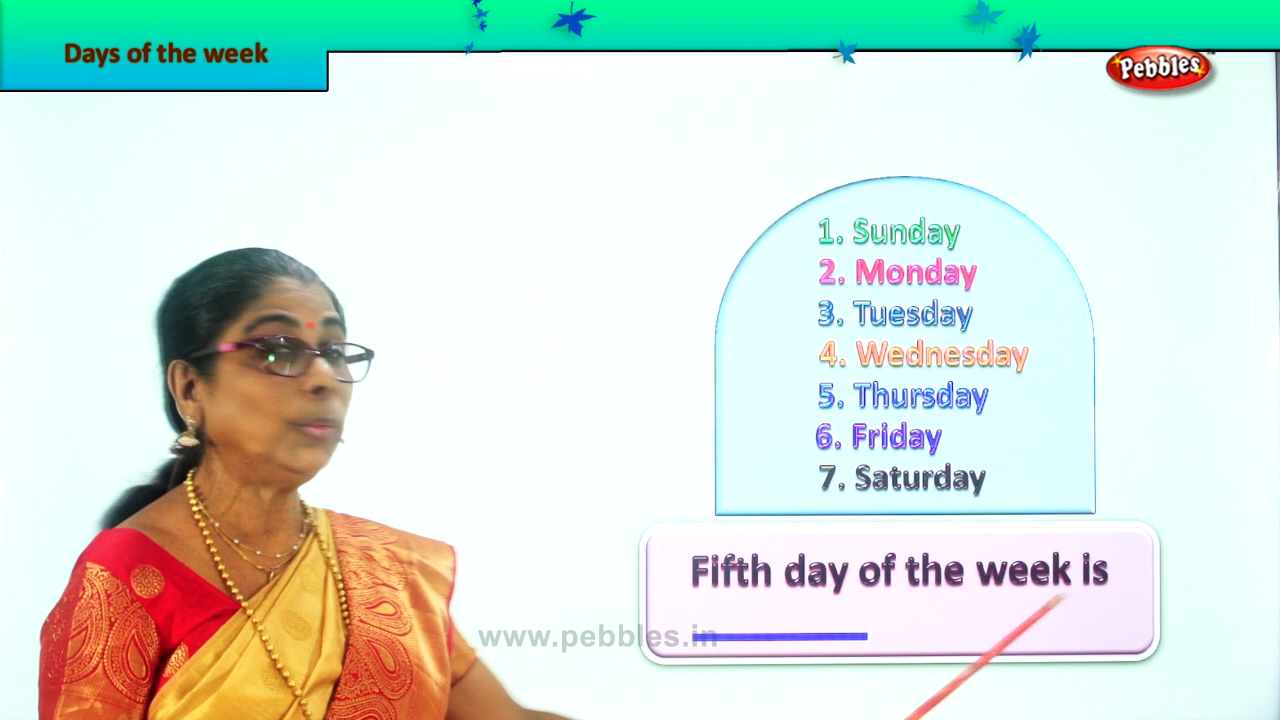 Days of the week
Pebbles
1. Sunday
2. Monday
3. Tuesday
4. Wednesday
5. Thursday
6. Friday
7. Saturday
Fifth day of the week is
www.pebbles.in